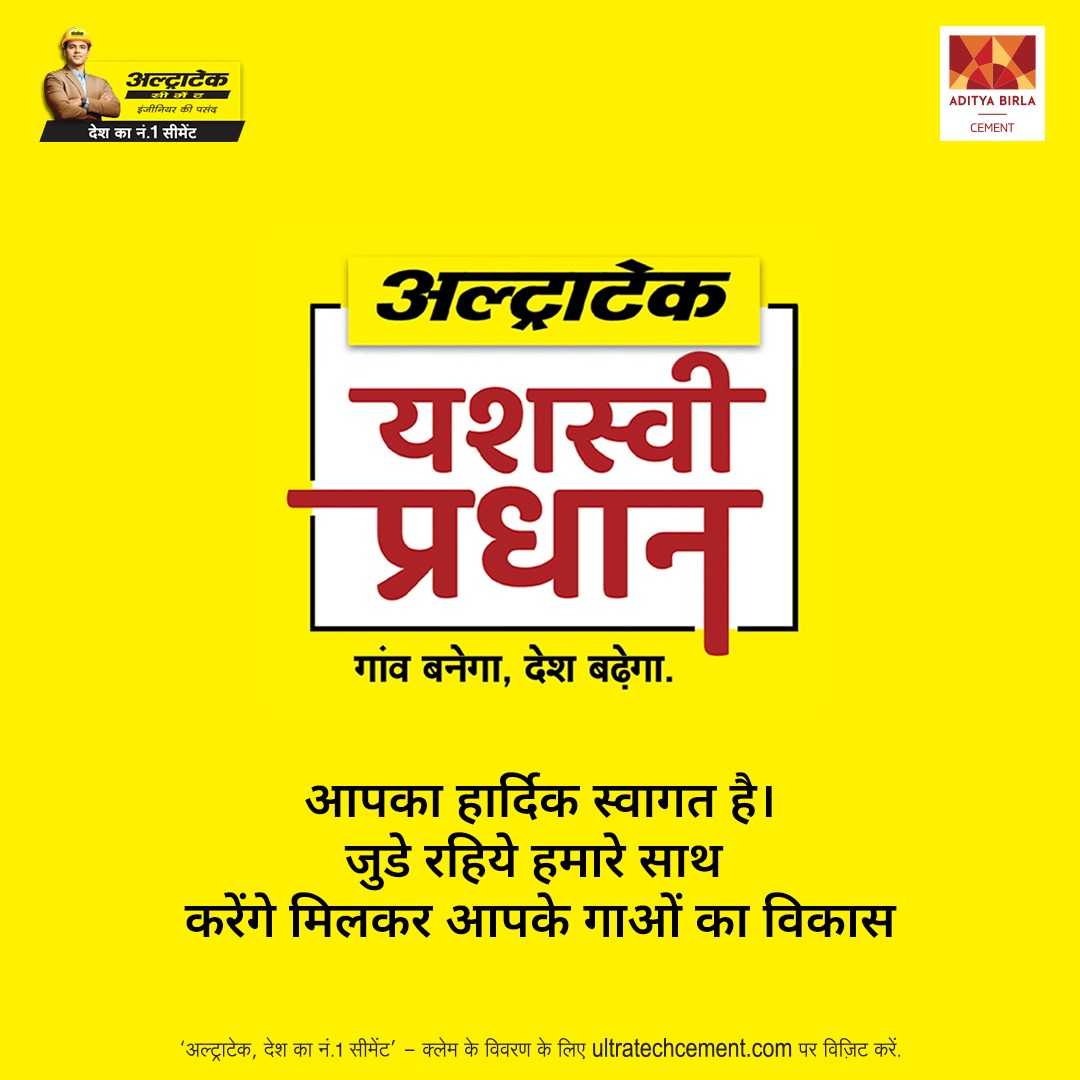 अल्ट्राटेक
सीमेंट
इंजीनियर की पसंद
देश का नं.1 सीमेंट
ADITYA BIRLA
CEMENT
अल्ट्राटेक
यशस्वी
प्रधान
गांव बनेगा, देश बढ़ेगा.
आपका हार्दिक स्वागत है।
जुडे रहिये हमारे साथ
करेंगे मिलकर आपके गाओं का विकास
‘अल्ट्राटेक, देश का नं.1 सीमेंट’ – क्लेम के विवरण के लिए ultratechcement.com पर विज़िट करें.